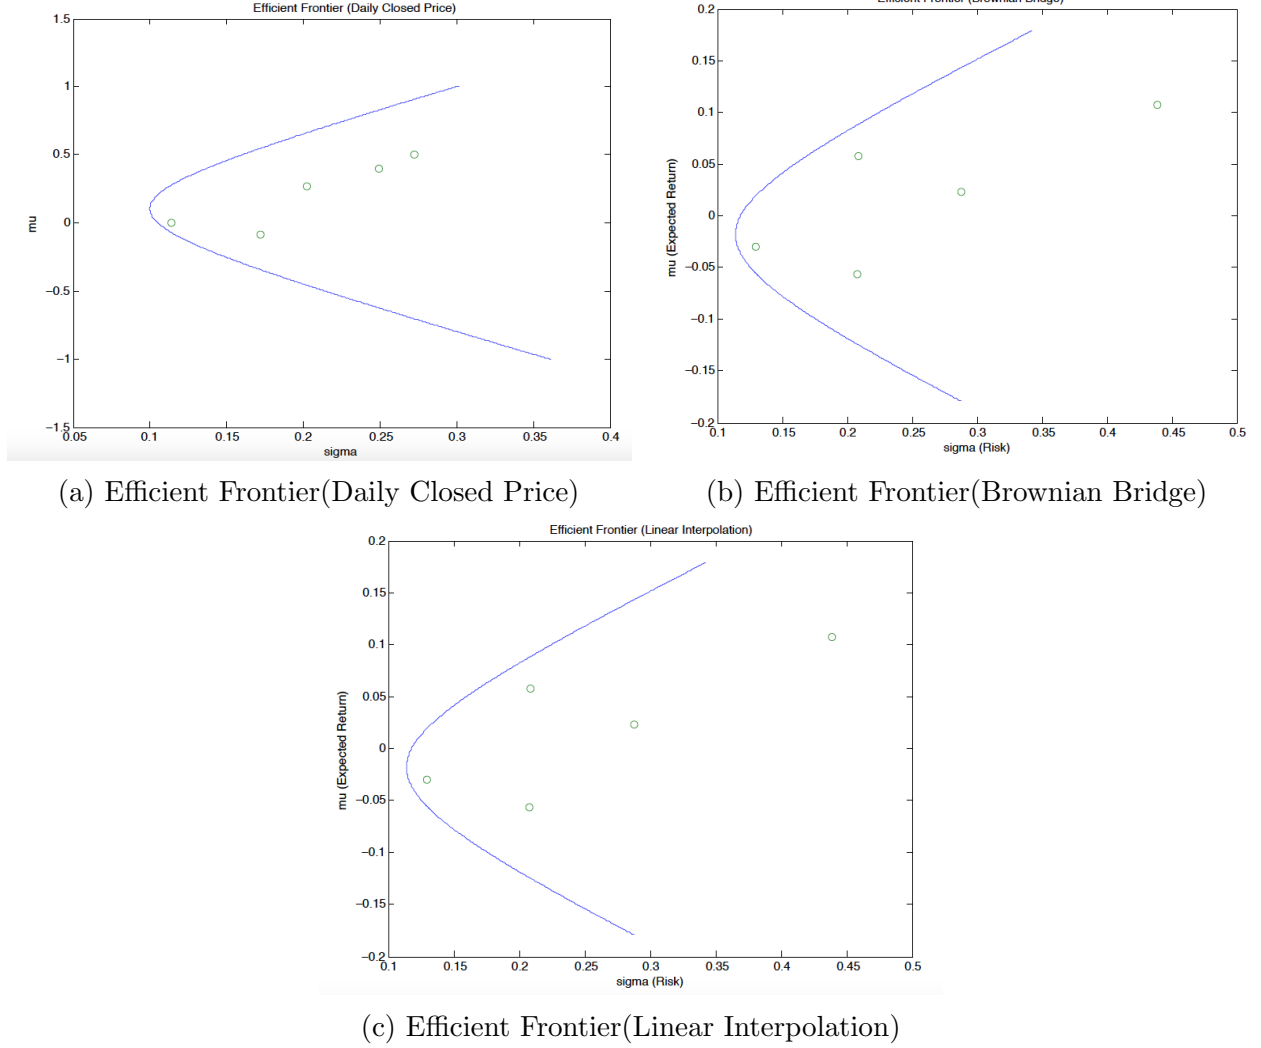 Efficient Frontier (Daily Closed Price)
1.5
1
0.5
0
−0.5
−1
−1.5
mu
0.05 0.1 0.15 0.2 0.25 0.3 0.35 0.4
sigma
(a) Efficient Frontier(Daily Closed Price)
Efficient Frontier (Brownian Bridge)
0.2
0.15
0.1
0.05
0
−0.05
−0.1
−0.15
−0.2
mu (Expected Return)
0.1 0.15 0.2 0.25 0.3 0.35 0.4 0.45 0.5
sigma (Risk)
(b) Efficient Frontier(Brownian Bridge)
Efficient Frontier (Linear Interpolation)
0.2
0.15
0.1
0.05
0
−0.05
−0.1
−0.15
−0.2
mu (Expected Return)
0.1 0.15 0.2 0.25 0.3 0.35 0.4 0.45 0.5
sigma (Risk)
(c) Efficient Frontier(Linear Interpolation)